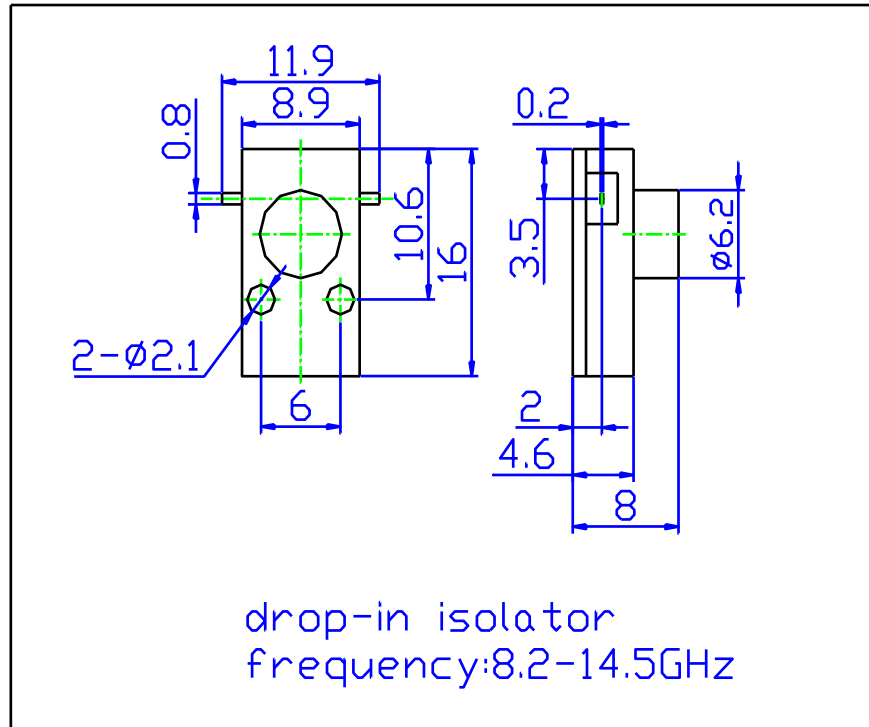 11.9
8.9
0.8
10.6
16
2-ø2.1
6
0.2
3.5
ø6.2
2
4.6
8
drop-in isolator
frequency:8.2-14.5GHz